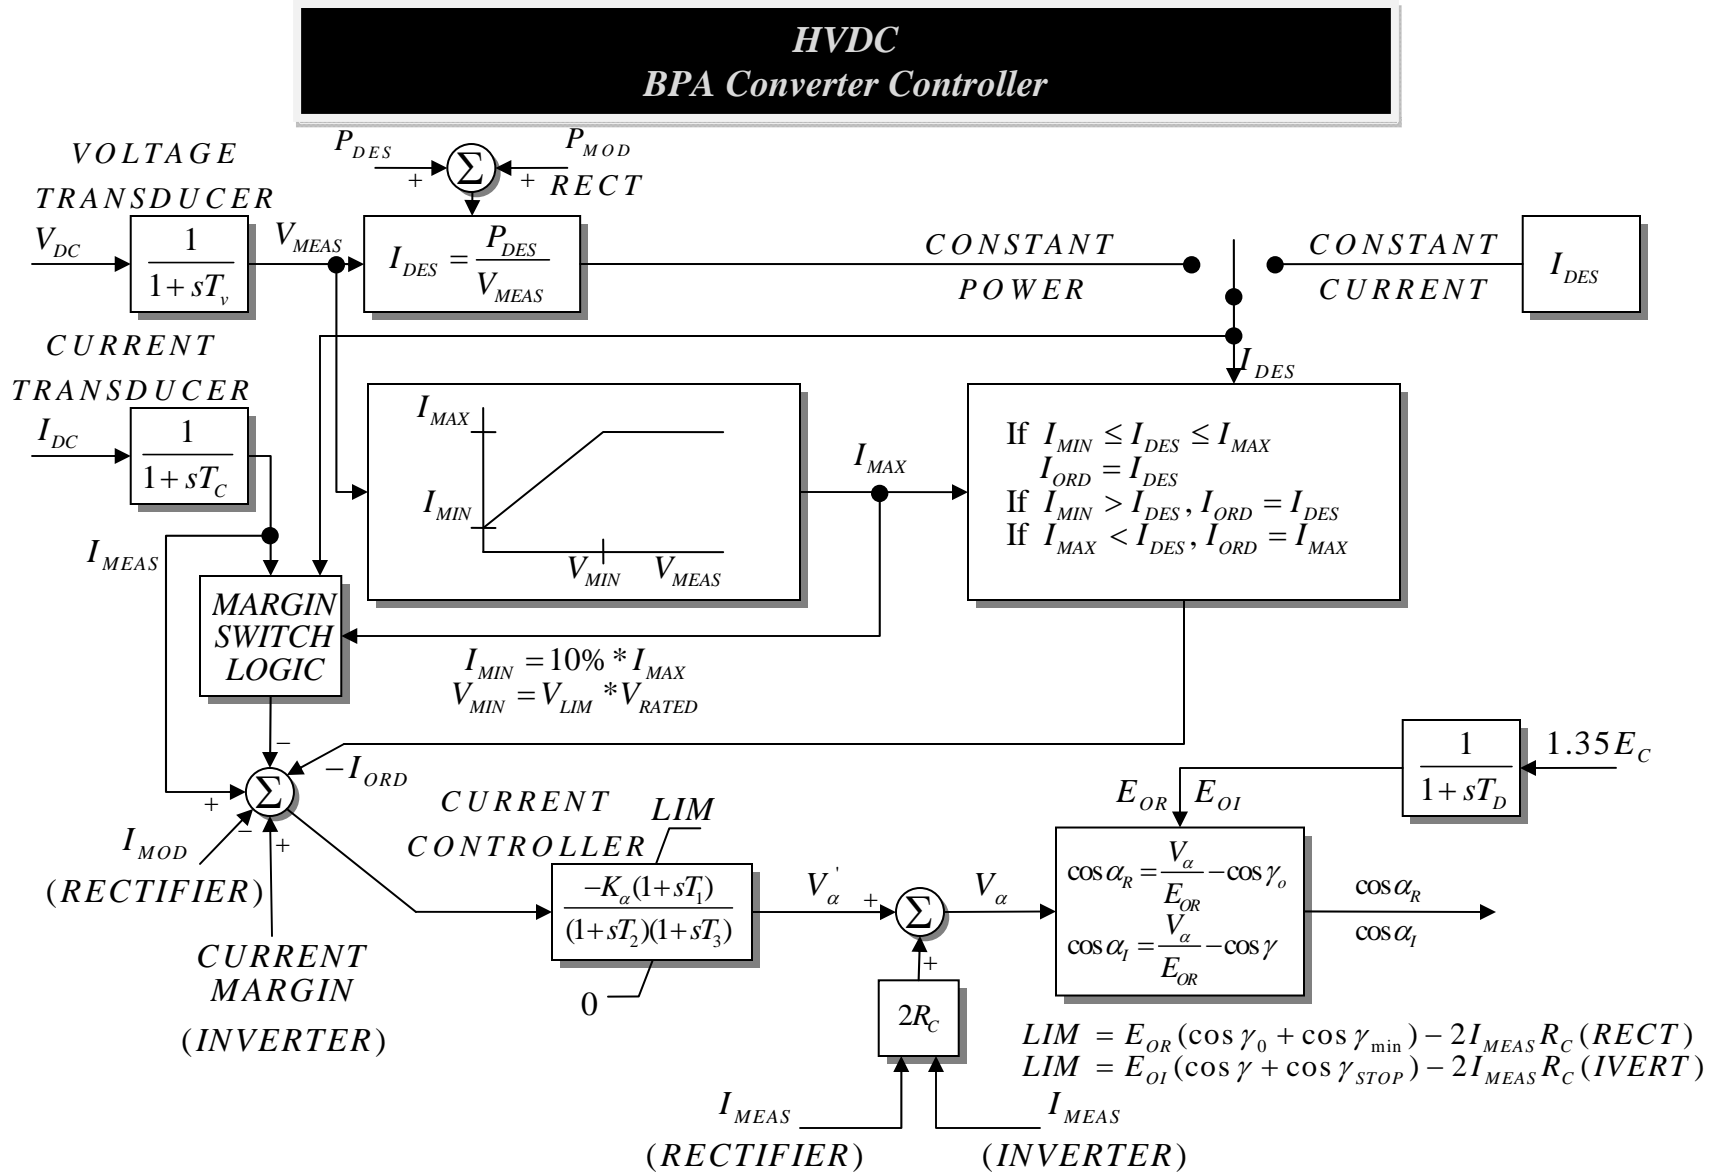 HVDC
BPA Converter Controller
VOLTAGE
TRANSDUCER
V_DC
1
1 + sT_v
V_MEAS
P_DES
+
Σ
+
P_MOD
RECT
I_DES = P_DES / V_MEAS
CONSTANT
POWER
CONSTANT
CURRENT
I_DES
CURRENT
TRANSDUCER
I_DC
1
1 + sT_C
I_MEAS
I_DES
I_MAX
I_MIN
V_MIN
V_MEAS
I_MAX
If I_MIN ≤ I_DES ≤ I_MAX
I_ORD = I_DES
If I_MIN > I_DES, I_ORD = I_DES
If I_MAX < I_DES, I_ORD = I_MAX
MARGIN
SWITCH
LOGIC
I_MIN = 10% * I_MAX
V_MIN = V_LIM * V_RATED
−
−I_ORD
Σ
+
−
+
I_MOD
(RECTIFIER)
CURRENT
MARGIN
(INVERTER)
CURRENT
CONTROLLER
LIM
−K_α(1+sT_1)
(1+sT_2)(1+sT_3)
0
V_α'
+
Σ
+
V_α
2R_C
I_MEAS
(RECTIFIER)
I_MEAS
(INVERTER)
1.35E_C
1
1 + sT_D
E_OR
E_OI
cos α_R = V_α / E_OR − cos γ_o
cos α_I = V_α / E_OR − cos γ
cos α_R
cos α_I
LIM = E_OR (cos γ_0 + cos γ_min) − 2I_MEAS R_C (RECT)
LIM = E_OI (cos γ + cos γ_STOP) − 2I_MEAS R_C (IVERT)